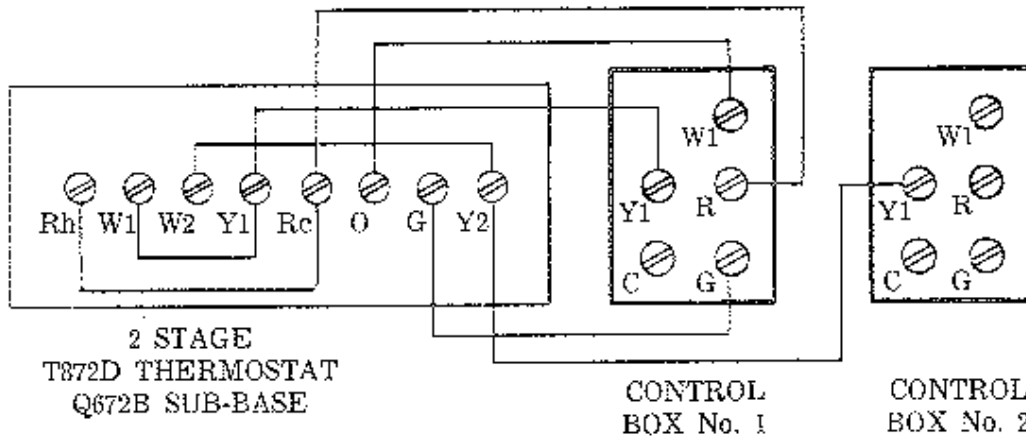 W1
W1
Rh W1 W2 Y1 Rc O G Y2
Y1 R
Y1 R
C G
C G
2 STAGE
T872D THERMOSTAT
Q672B SUB-BASE
CONTROL
BOX No. 1
CONTROL
BOX No. 2